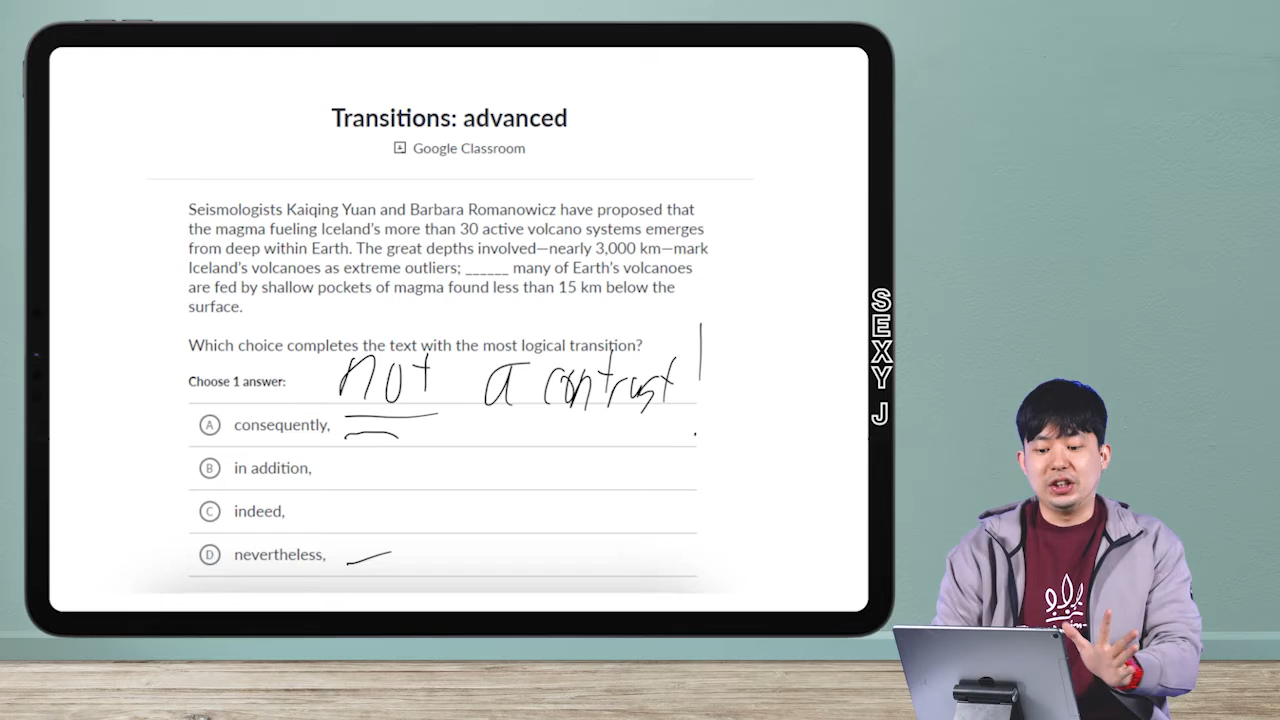 Transitions: advanced
Google Classroom
Seismologists Kaiqing Yuan and Barbara Romanowicz have proposed that
the magma fueling Iceland's more than 30 active volcano systems emerges
from deep within Earth. The great depths involved—nearly 3,000 km—mark
Iceland's volcanoes as extreme outliers; ______ many of Earth's volcanoes
are fed by shallow pockets of magma found less than 15 km below the
surface.
Which choice completes the text with the most logical transition?
Choose 1 answer:
not a contrast
A consequently,
B in addition,
C indeed,
D nevertheless,
SEXY J